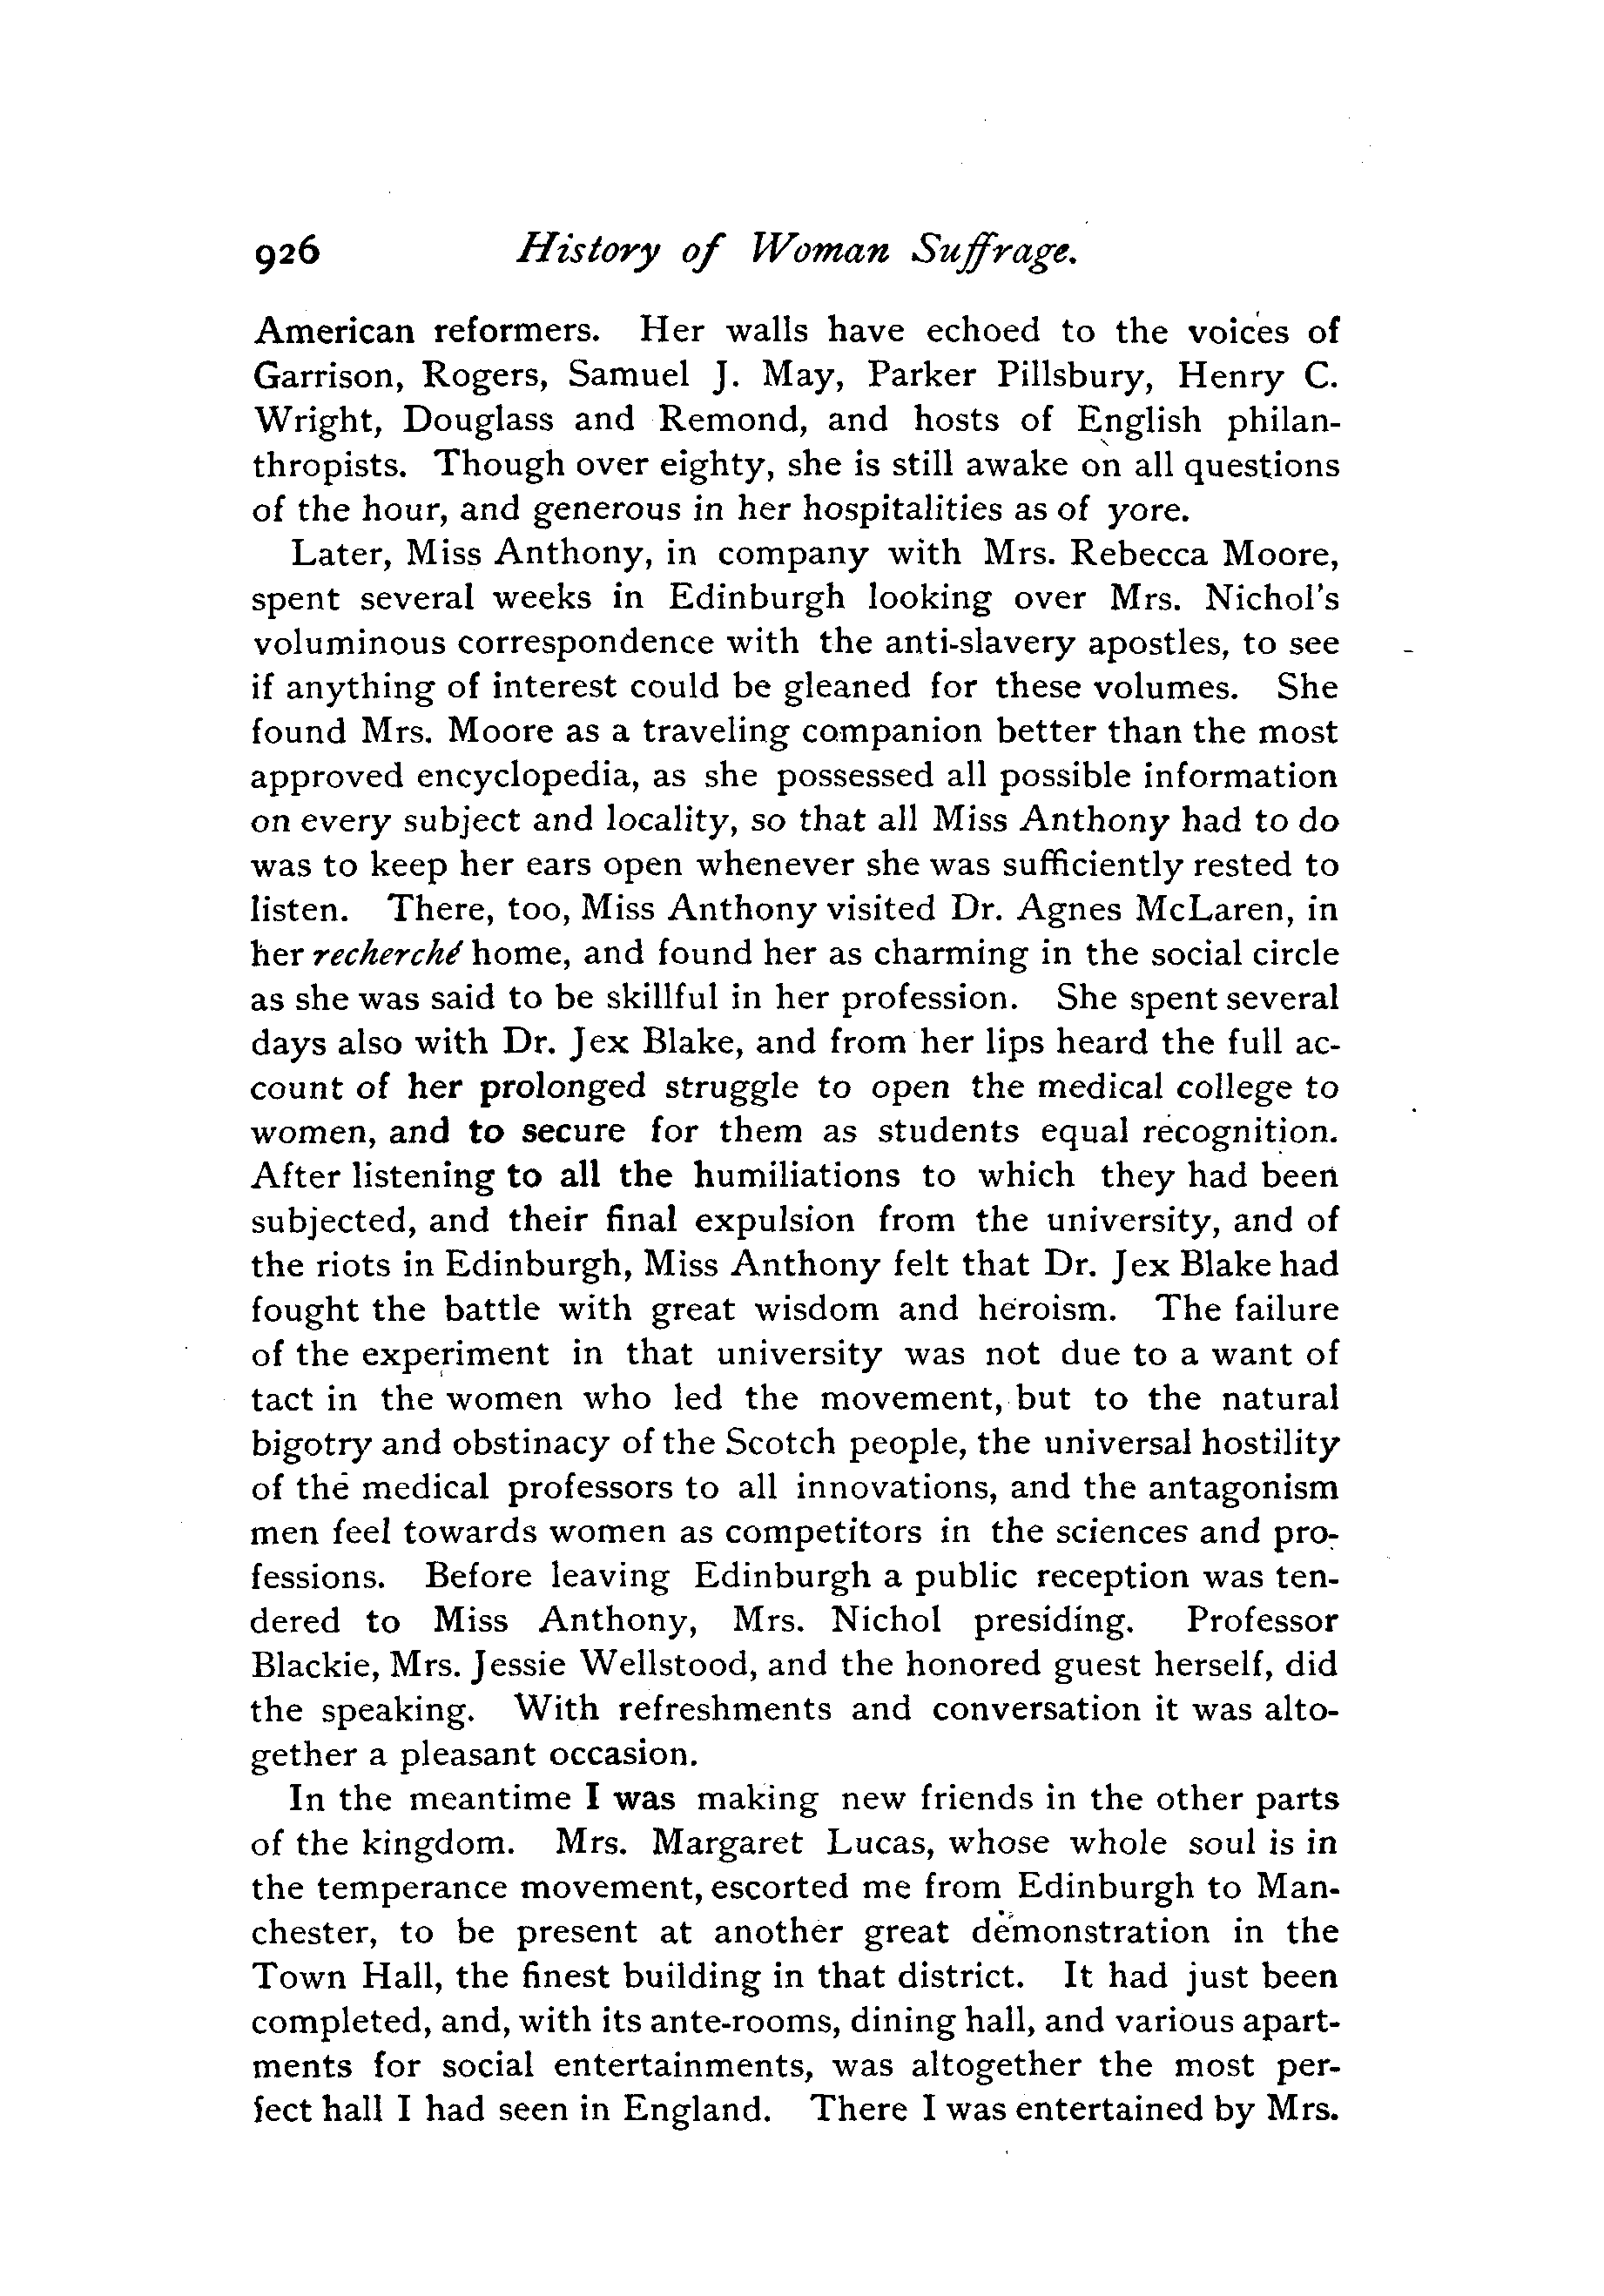 926 History of Woman Suffrage.
American reformers. Her walls have echoed to the voices of
Garrison, Rogers, Samuel J. May, Parker Pillsbury, Henry C.
Wright, Douglass and Remond, and hosts of English philan-
thropists. Though over eighty, she is still awake on all questions
of the hour, and generous in her hospitalities as of yore.
Later, Miss Anthony, in company with Mrs. Rebecca Moore,
spent several weeks in Edinburgh looking over Mrs. Nichol's
voluminous correspondence with the anti-slavery apostles, to see
if anything of interest could be gleaned for these volumes. She
found Mrs. Moore as a traveling companion better than the most
approved encyclopedia, as she possessed all possible information
on every subject and locality, so that all Miss Anthony had to do
was to keep her ears open whenever she was sufficiently rested to
listen. There, too, Miss Anthony visited Dr. Agnes McLaren, in
her recherché home, and found her as charming in the social circle
as she was said to be skillful in her profession. She spent several
days also with Dr. Jex Blake, and from her lips heard the full ac-
count of her prolonged struggle to open the medical college to
women, and to secure for them as students equal recognition.
After listening to all the humiliations to which they had been
subjected, and their final expulsion from the university, and of
the riots in Edinburgh, Miss Anthony felt that Dr. Jex Blake had
fought the battle with great wisdom and heroism. The failure
of the experiment in that university was not due to a want of
tact in the women who led the movement, but to the natural
bigotry and obstinacy of the Scotch people, the universal hostility
of the medical professors to all innovations, and the antagonism
men feel towards women as competitors in the sciences and pro-
fessions. Before leaving Edinburgh a public reception was ten-
dered to Miss Anthony, Mrs. Nichol presiding. Professor
Blackie, Mrs. Jessie Wellstood, and the honored guest herself, did
the speaking. With refreshments and conversation it was alto-
gether a pleasant occasion.
In the meantime I was making new friends in the other parts
of the kingdom. Mrs. Margaret Lucas, whose whole soul is in
the temperance movement, escorted me from Edinburgh to Man-
chester, to be present at another great demonstration in the
Town Hall, the finest building in that district. It had just been
completed, and, with its ante-rooms, dining hall, and various apart-
ments for social entertainments, was altogether the most per-
fect hall I had seen in England. There I was entertained by Mrs.